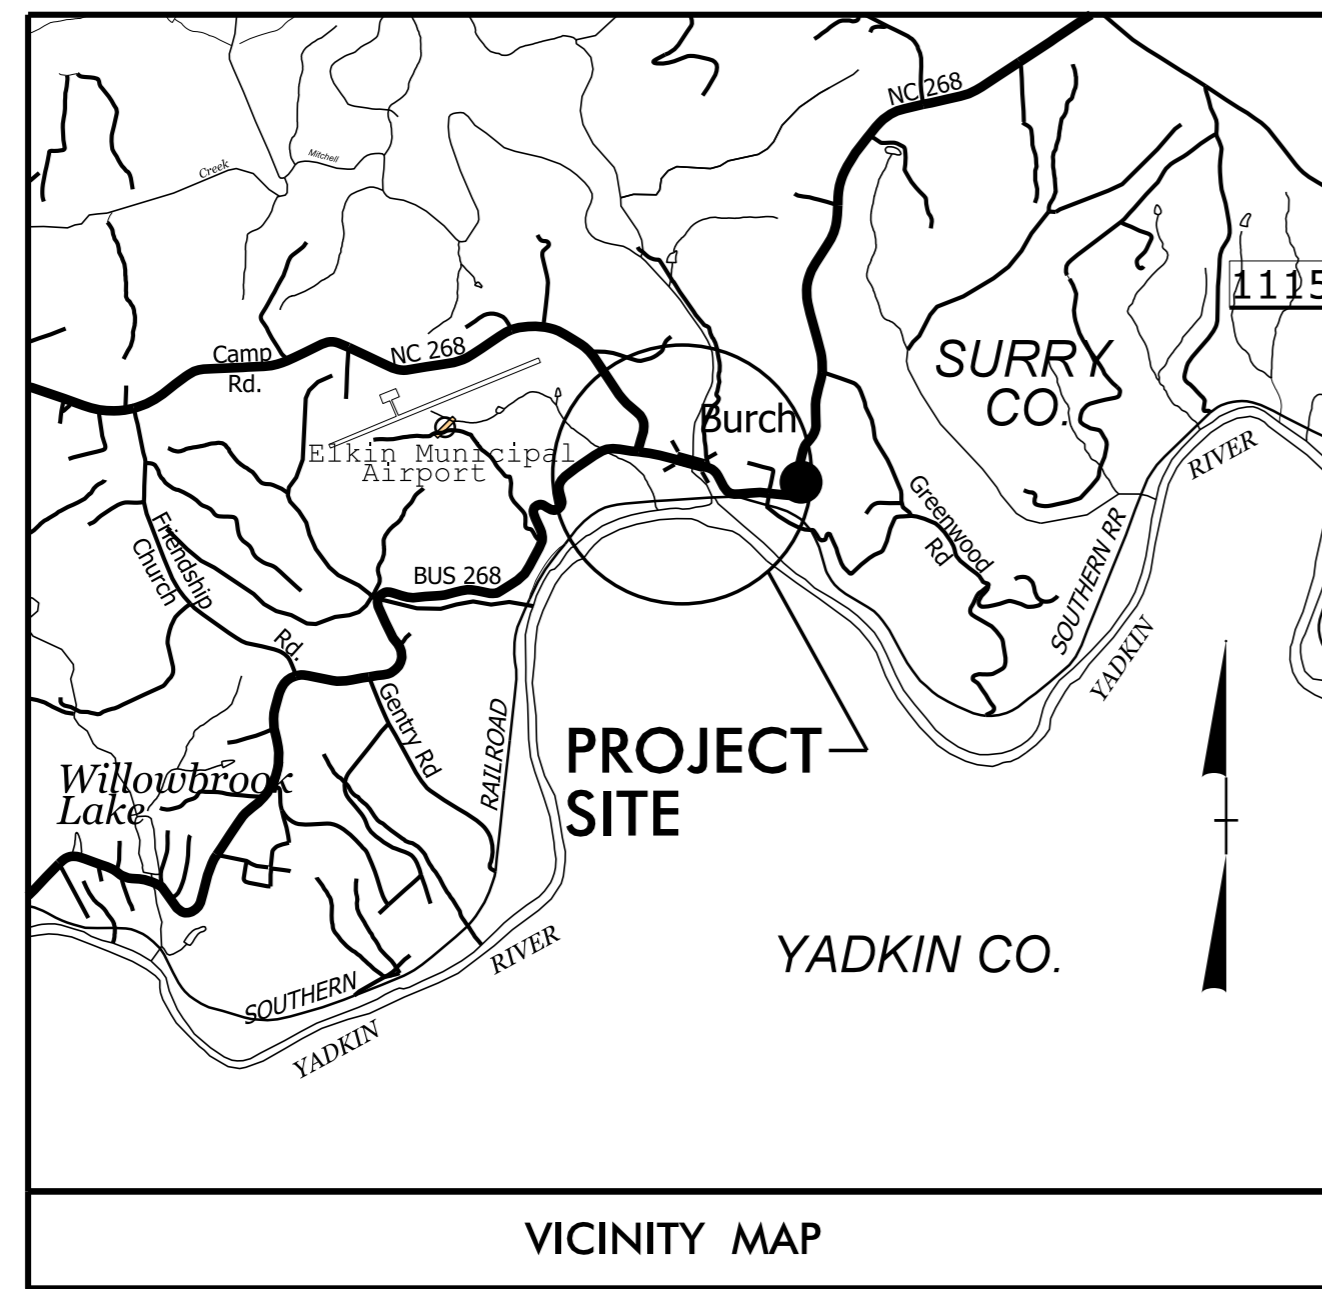 NC 268
Mitchell
Creek
1115
SURRY
CO.
NC 268
Camp
Rd.
Burch
Elkin Municipal
Airport
RIVER
Greenwood
Rd
SOUTHERN RR
YADKIN
Friendship
Church
Rd.
BUS 268
Gentry Rd
RAILROAD
PROJECT
SITE
Willowbrook
Lake
YADKIN CO.
RIVER
SOUTHERN
YADKIN
VICINITY MAP